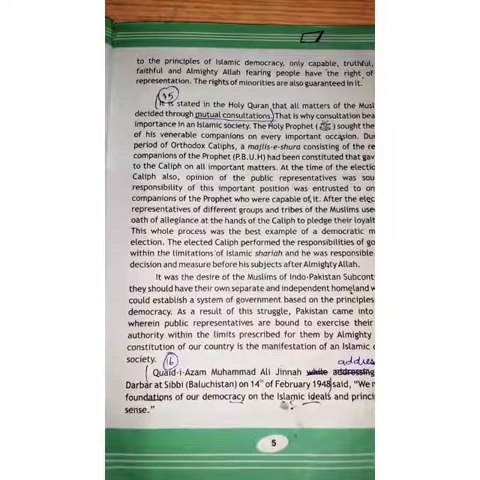 to the principles of Islamic democracy, only capable, truthful,
faithful and Almighty Allah fearing people have the right of
representation. The rights of minorities are also guaranteed in it.
15
It is stated in the Holy Quran that all matters of the Musl
decided through mutual consultations. That is why consultation bea
importance in an Islamic society. The Holy Prophet (ﷺ) sought the
of his venerable companions on every important occasion. Du
period of Orthodox Caliphs, a majlis-e-shura consisting of the re
companions of the Prophet (P.B.U.H) had been constituted that gav
to the Caliph on all important matters. At the time of the electio
Caliph also, opinion of the public representatives was sou
responsibility of this important position was entrusted to on
companions of the Prophet who were capable of it. After the elec
representatives of different groups and tribes of the Muslims use
oath of allegiance at the hands of the Caliph to pledge their loyalt
This whole process was the best example of a democratic m
election. The elected Caliph performed the responsibilities of go
within the limitations of Islamic shariah and he was responsible
decision and measure before his subjects after Almighty Allah.
It was the desire of the Muslims of Indo-Pakistan Subcont
they should have their own separate and independent homeland w
could establish a system of government based on the principles
democracy. As a result of this struggle, Pakistan came into
wherein public representatives are bound to exercise their
authority within the limits prescribed for them by Almighty
constitution of our country is the manifestation of an Islamic
society. 16
addres
Quaid-i-Azam Muhammad Ali Jinnah while addressing
Darbar at Sibbi (Baluchistan) on 14th of February 1948 said, “We m
foundations of our democracy on the Islamic ideals and princi
sense.”
5